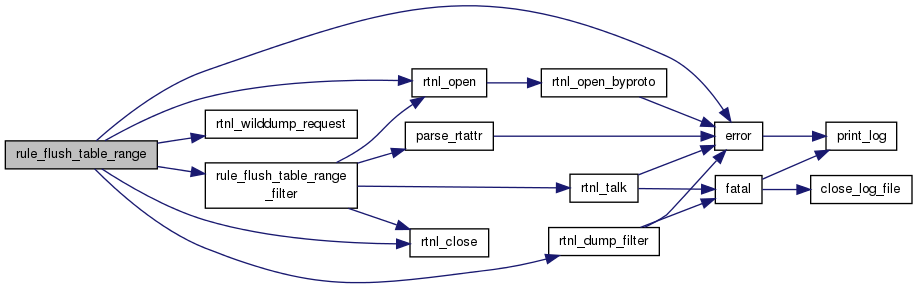 rule_flush_table_range
rtnl_open
rtnl_open_byproto
rtnl_wilddump_request
parse_rtattr
error
print_log
rule_flush_table_range
_filter
rtnl_talk
fatal
close_log_file
rtnl_close
rtnl_dump_filter